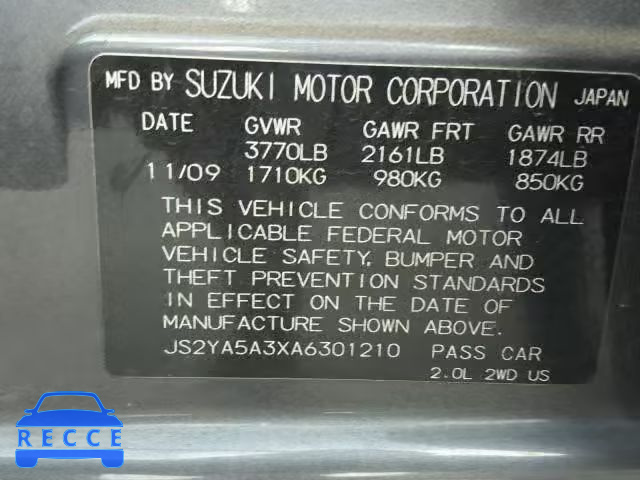 MFD BY SUZUKI MOTOR CORPORATION JAPAN
DATE GVWR GAWR FRT GAWR RR
3770LB 2161LB 1874LB
11/09 1710KG 980KG 850KG
THIS VEHICLE CONFORMS TO ALL
APPLICABLE FEDERAL MOTOR
VEHICLE SAFETY, BUMPER AND
THEFT PREVENTION STANDARDS
IN EFFECT ON THE DATE OF
MANUFACTURE SHOWN ABOVE.
JS2YA5A3XA6301210 PASS CAR
2.0L 2WD US
RECCE